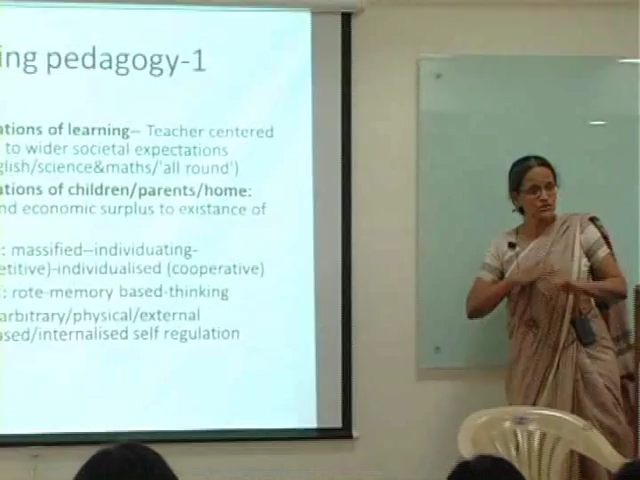 ing pedagogy-1
ations of learning– Teacher centered
to wider societal expectations
glish/science&maths/'all round')
ations of children/parents/home:
nd economic surplus to existance of
: massified–individuating-
etitive)-individualised (cooperative)
: rote-memory based-thinking
arbitrary/physical/external
ased/internalised self regulation